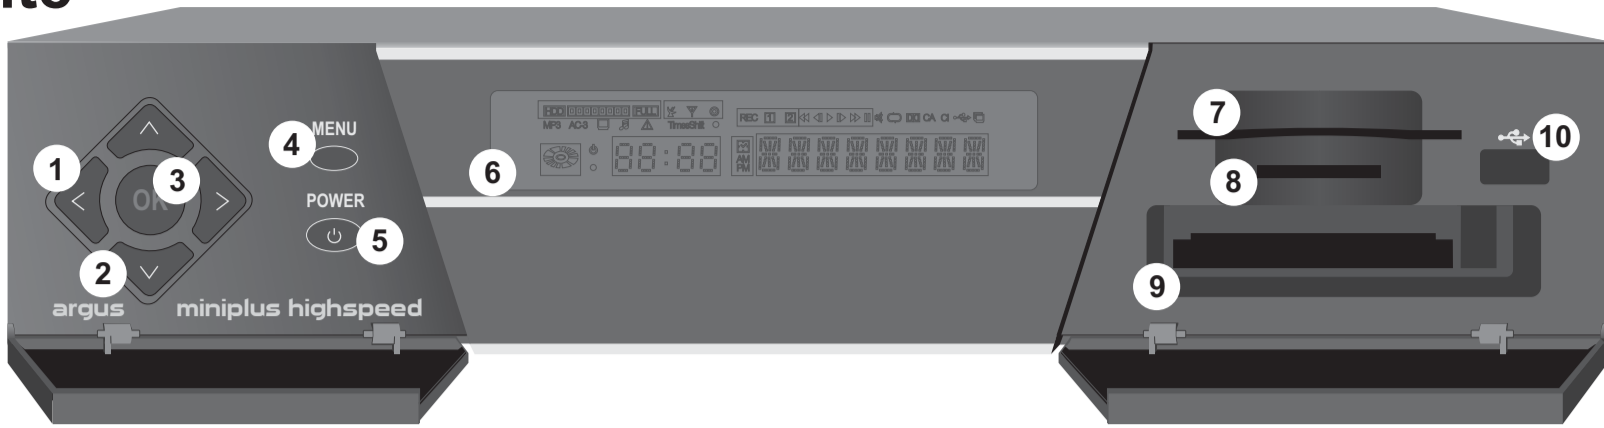 MENU
POWER
OK
argus miniplus highspeed
HDD FULL
MP3 AC-3 TimeShift
REC 1 2 CA CI
88:88
AM
PM
1
2
3
4
5
6
7
8
9
10